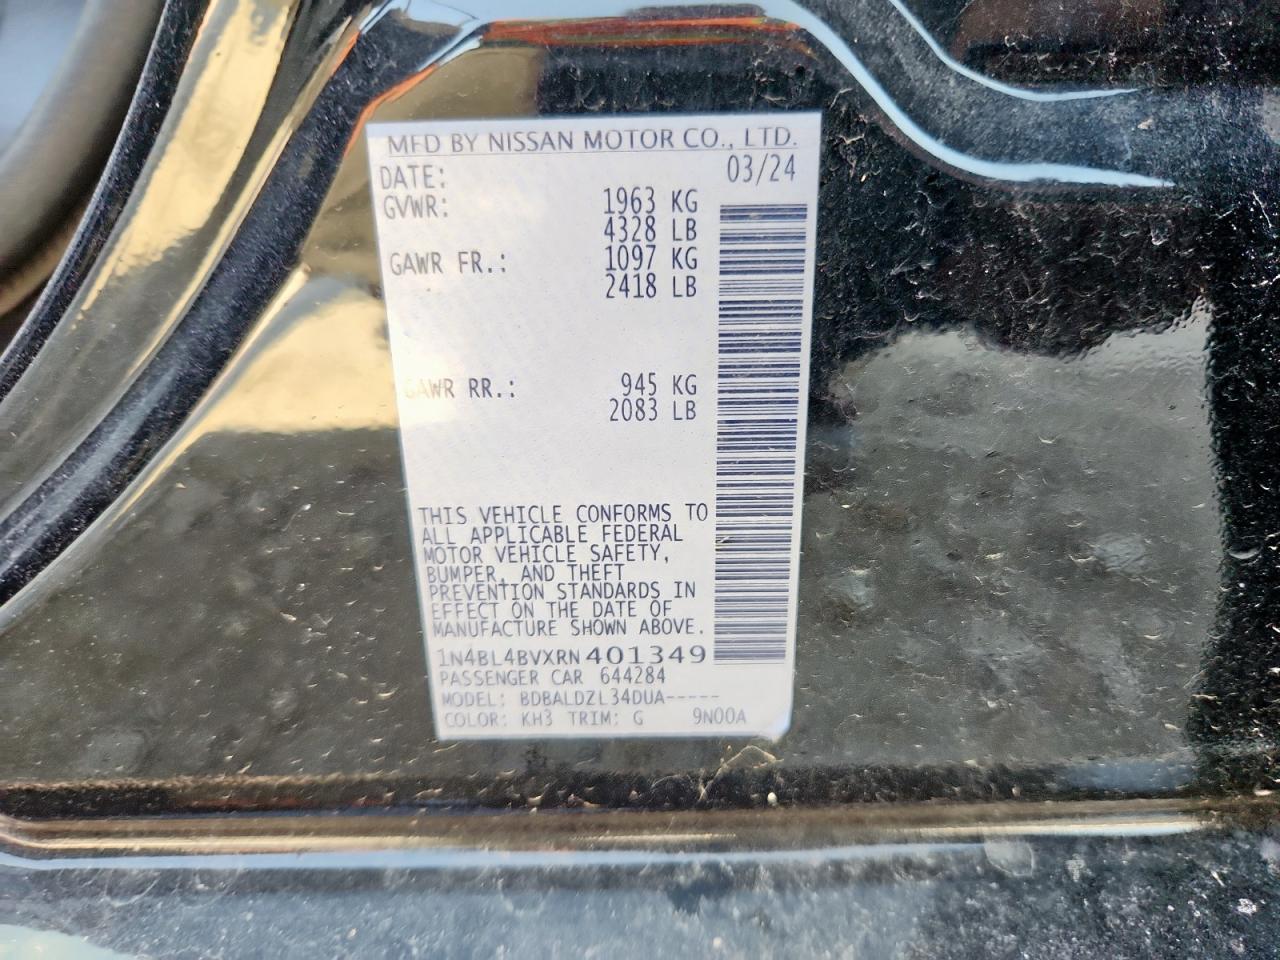 MFD BY NISSAN MOTOR CO., LTD.
DATE: 03/24
GVWR: 1963 KG
4328 LB
GAWR FR.: 1097 KG
2418 LB
GAWR RR.: 945 KG
2083 LB
THIS VEHICLE CONFORMS TO
ALL APPLICABLE FEDERAL
MOTOR VEHICLE SAFETY,
BUMPER, AND THEFT
PREVENTION STANDARDS IN
EFFECT ON THE DATE OF
MANUFACTURE SHOWN ABOVE.
1N4BL4BVXRN401349
PASSENGER CAR 644284
MODEL: BDBALDZL34DUA-----
COLOR: KH3 TRIM: G 9N00A